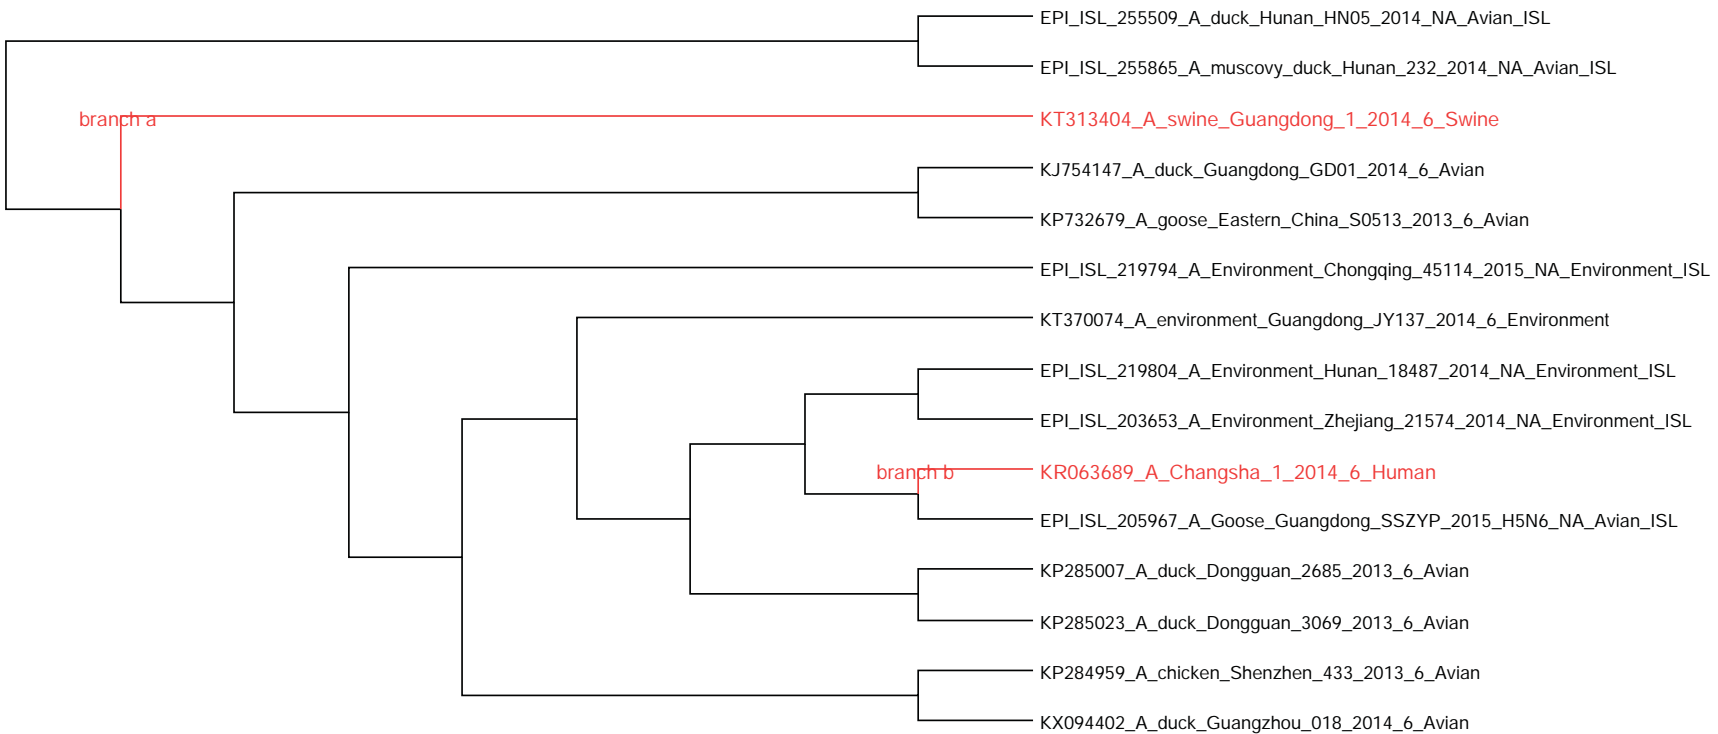 EPI_ISL_255509_A_duck_Hunan_HN05_2014_NA_Avian_ISL
EPI_ISL_255865_A_muscovy_duck_Hunan_232_2014_NA_Avian_ISL
branch a
KT313404_A_swine_Guangdong_1_2014_6_Swine
KJ754147_A_duck_Guangdong_GD01_2014_6_Avian
KP732679_A_goose_Eastern_China_S0513_2013_6_Avian
EPI_ISL_219794_A_Environment_Chongqing_45114_2015_NA_Environment_ISL
KT370074_A_environment_Guangdong_JY137_2014_6_Environment
EPI_ISL_219804_A_Environment_Hunan_18487_2014_NA_Environment_ISL
EPI_ISL_203653_A_Environment_Zhejiang_21574_2014_NA_Environment_ISL
branch b
KR063689_A_Changsha_1_2014_6_Human
EPI_ISL_205967_A_Goose_Guangdong_SSZYP_2015_H5N6_NA_Avian_ISL
KP285007_A_duck_Dongguan_2685_2013_6_Avian
KP285023_A_duck_Dongguan_3069_2013_6_Avian
KP284959_A_chicken_Shenzhen_433_2013_6_Avian
KX094402_A_duck_Guangzhou_018_2014_6_Avian